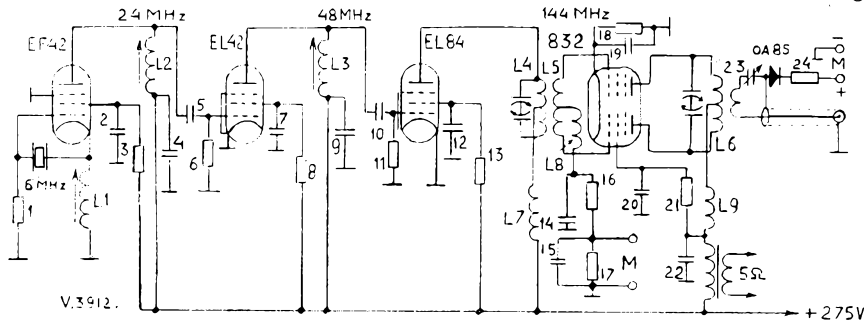 24 MHz
48MHz
144 MHz
EF42
EL42
EL84
832
18
19
OA85
L2
L3
L4
L5
23
24
M
L6
5
10
2
3
4
6
7
8
9
11
12
13
6 MHz
1
L1
L7
L8
14
15
16
17
M
20
21
22
L9
5Ω
V.3912.
+275V